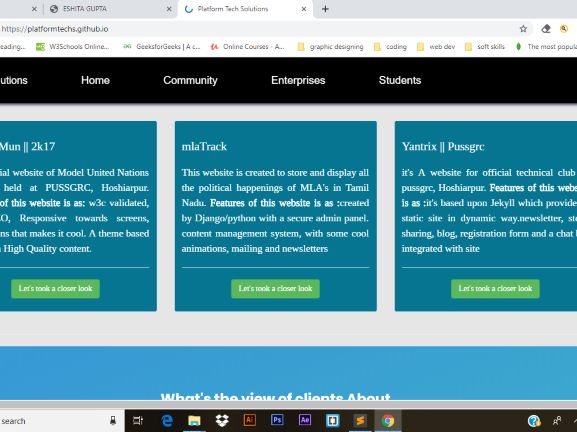 ESHITA GUPTA
Platform Tech Solutions
https://platformtechs.github.io
eading...
W3Schools Online...
GeeksforGeeks | A c...
Online Courses - A...
graphic designing
coding
web dev
soft skills
The most popula
utions
Home
Community
Enterprises
Students
Mun || 2k17
ial website of Model United Nations
held at PUSSGRC, Hoshiarpur.
of this website is as: w3c validated,
EO, Responsive towards screens,
ns that makes it cool. A theme based
High Quality content.
Let's took a closer look
mlaTrack
This website is created to store and display all
the political happenings of MLA's in Tamil
Nadu. Features of this website is as :created
by Django/python with a secure admin panel.
content management system, with some cool
animations, mailing and newsletters
Let's took a closer look
Yantrix || Pussgrc
it's A website for official technical club
pussgrc, Hoshiarpur. Features of this webs
is as :it's based upon Jekyll which provide
static site in dynamic way.newsletter, sto
sharing, blog, registration form and a chat b
integrated with site
Let's took a closer look
What's the view of clients About
search
Ai
Ps
Ae